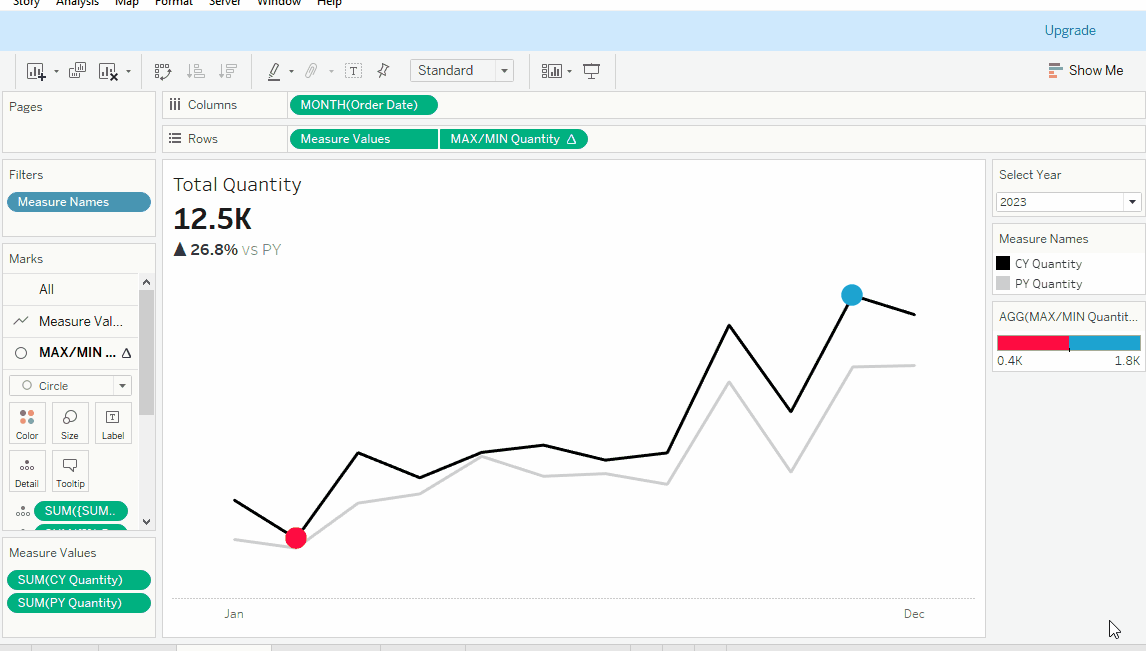 Story Analysis Map Format Server Window Help
Upgrade
Standard
Show Me
Pages
Columns
MONTH(Order Date)
Rows
Measure Values
MAX/MIN Quantity Δ
Filters
Measure Names
Marks
All
Measure Val...
MAX/MIN ... Δ
Circle
Color
Size
T
Label
Detail
Tooltip
SUM({SUM..
Measure Values
SUM(CY Quantity)
SUM(PY Quantity)
Total Quantity
12.5K
▲ 26.8% vs PY
Jan
Dec
Select Year
2023
Measure Names
CY Quantity
PY Quantity
AGG(MAX/MIN Quantit...
0.4K
1.8K